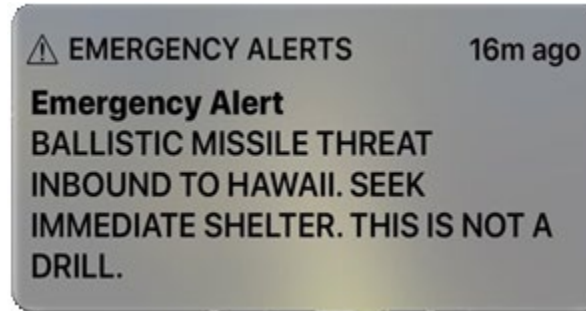 ⚠ EMERGENCY ALERTS 16m ago
Emergency Alert
BALLISTIC MISSILE THREAT
INBOUND TO HAWAII. SEEK
IMMEDIATE SHELTER. THIS IS NOT A
DRILL.